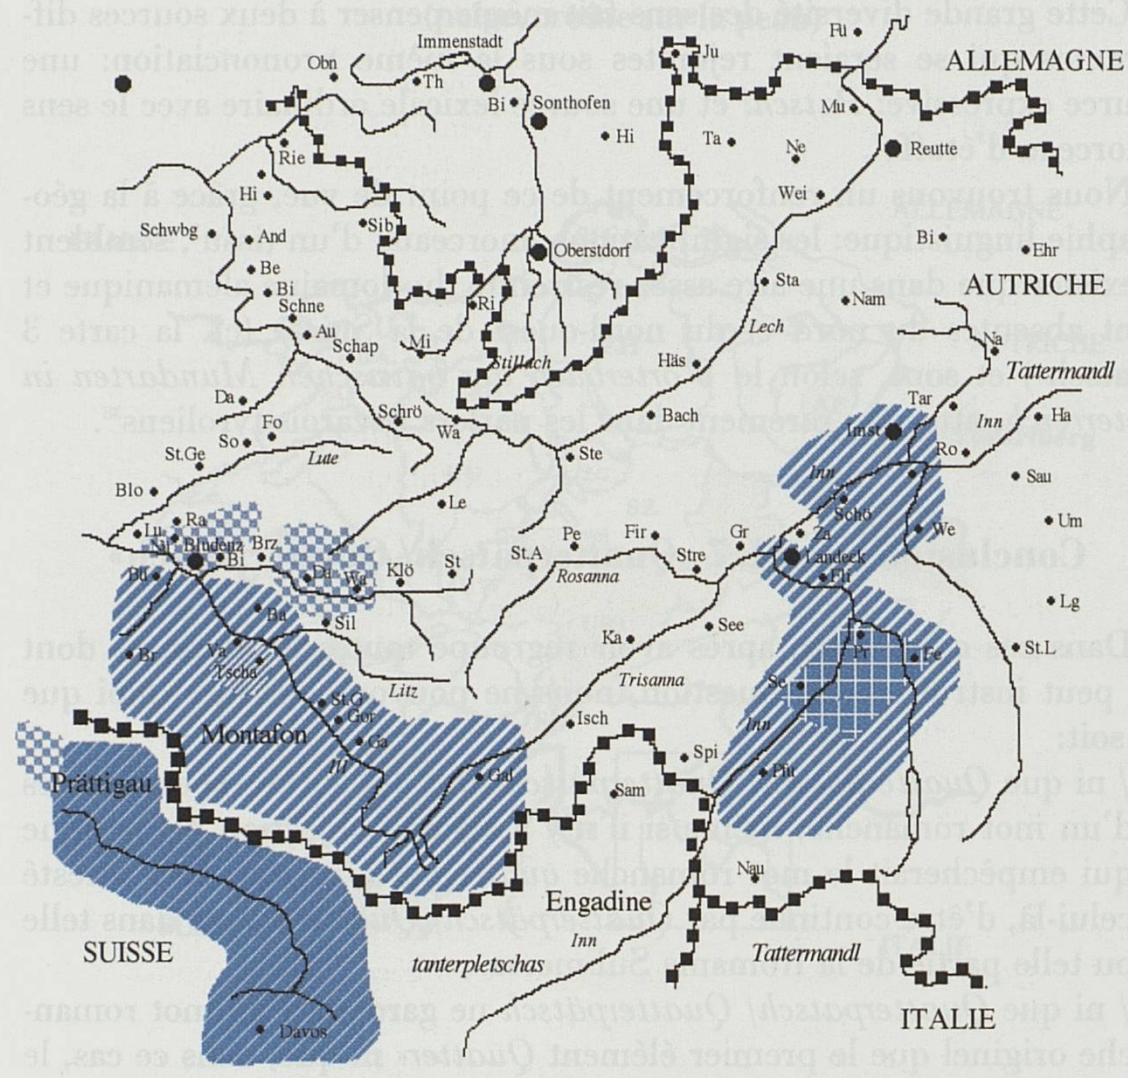 Fü
Immenstadt
Ju
ALLEMAGNE
Obn
Th
Bi
Sonthofen
Mu
Hi
Ta
Ne
Reutte
Rie
Hi
Wei
Schwbg
And
Sib
Oberstdorf
Bi
Ehr
Be
Bi
Sta
AUTRICHE
Schne
Ri
Nam
Au
Lech
Schap
Mi
Na
Stillach
Häs
Tattermandl
Da
Schrö
Tar
Bach
Inn
Ha
Fo
So
Wa
Imst
Ro
St.Ge
Lute
Ste
Inn
Sau
Blo
Le
Schö
Lu
Ra
Um
We
Za
Nü
Bludenz
Brz
Pe
Fir
Gr
Bi
St.A
Stre
Landeck
Bü
Da
Wa
Klö
St
Rosanna
Fli
Lg
Ba
Sil
See
Va
Ka
Pr
Fe
St.L
Br
Tscha
Litz
Trisanna
Se
St.G
Gor
Isch
Inn
Montafon
Ga
Ill
Spi
Gal
Pfu
Prättigau
Sam
Nau
Engadine
SUISSE
Inn
tanterpletschas
Tattermandl
ITALIE
Davos